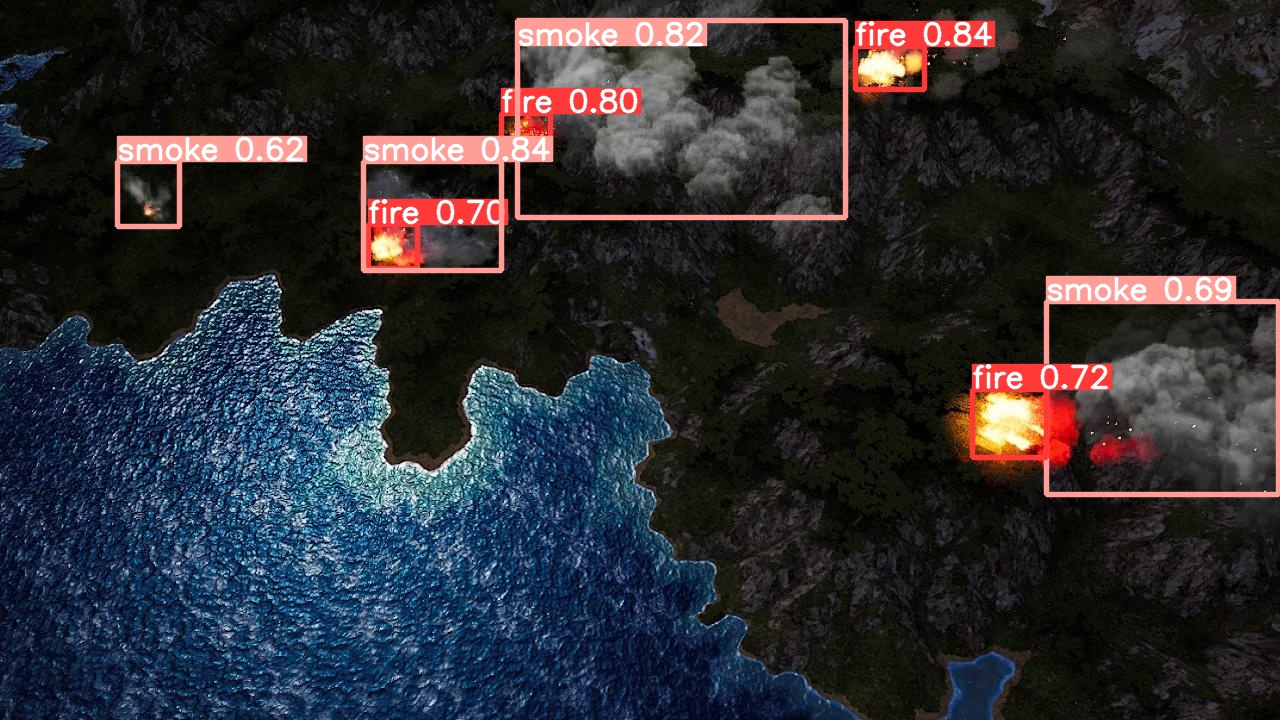 smoke 0.82
fire 0.84
fire 0.80
smoke 0.62
smoke 0.84
fire 0.70
smoke 0.69
fire 0.72